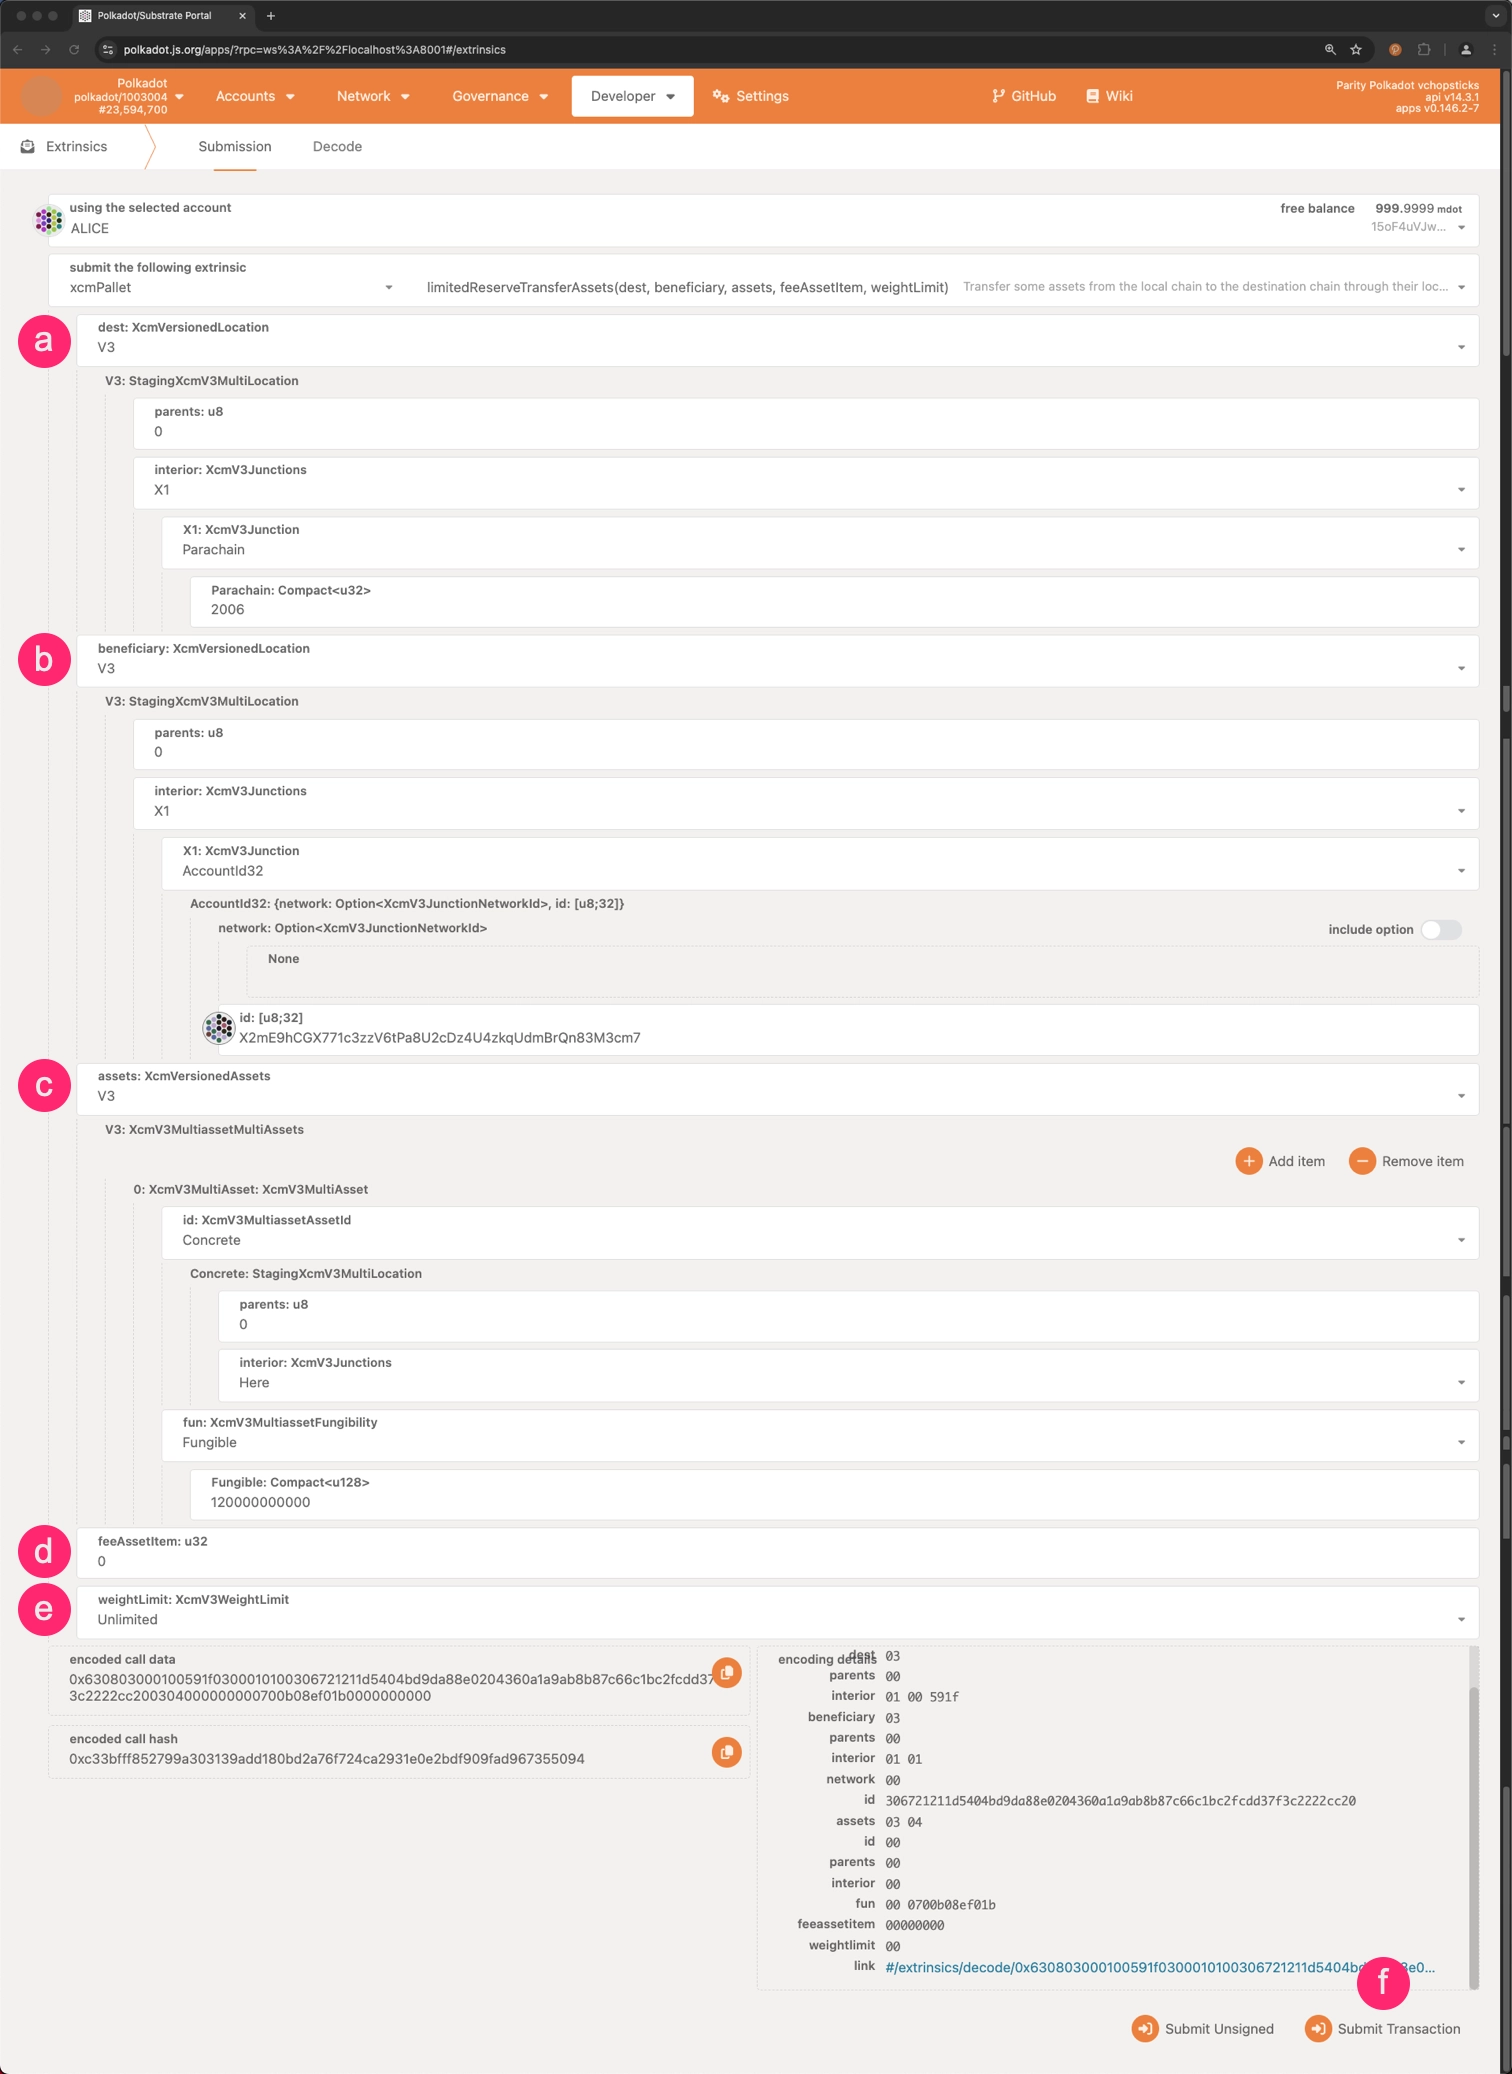 Polkadot/Substrate Portal
polkadot.js.org/apps/?rpc=ws%3A%2F%2Flocalhost%3A8001#/extrinsics
Polkadot
polkadot/1003004
#23,594,700
Accounts
Network
Governance
Developer
Settings
GitHub
Wiki
Parity Polkadot vchopsticks
api v14.3.1
apps v0.146.2-7
Extrinsics
Submission
Decode
using the selected account
ALICE
free balance 999.9999 mdot
15oF4uVJw...
submit the following extrinsic
xcmPallet
limitedReserveTransferAssets(dest, beneficiary, assets, feeAssetItem, weightLimit)
Transfer some assets from the local chain to the destination chain through their loc...
a
dest: XcmVersionedLocation
V3
V3: StagingXcmV3MultiLocation
parents: u8
0
interior: XcmV3Junctions
X1
X1: XcmV3Junction
Parachain
Parachain: Compact<u32>
2006
b
beneficiary: XcmVersionedLocation
V3
V3: StagingXcmV3MultiLocation
parents: u8
0
interior: XcmV3Junctions
X1
X1: XcmV3Junction
AccountId32
AccountId32: {network: Option<XcmV3JunctionNetworkId>, id: [u8;32]}
network: Option<XcmV3JunctionNetworkId>
include option
None
id: [u8;32]
X2mE9hCGX771c3zzV6tPa8U2cDz4U4zkqUdmBrQn83M3cm7
c
assets: XcmVersionedAssets
V3
V3: XcmV3MultiassetMultiAssets
Add item
Remove item
0: XcmV3MultiAsset: XcmV3MultiAsset
id: XcmV3MultiassetAssetId
Concrete
Concrete: StagingXcmV3MultiLocation
parents: u8
0
interior: XcmV3Junctions
Here
fun: XcmV3MultiassetFungibility
Fungible
Fungible: Compact<u128>
120000000000
d
feeAssetItem: u32
0
e
weightLimit: XcmV3WeightLimit
Unlimited
encoded call data
0x630803000100591f0300010100306721211d5404bd9da88e0204360a1a9ab8b87c66c1bc2fcdd37
3c2222cc200304000000000700b08ef01b0000000000
encoded call hash
0xc33bfff852799a303139add180bd2a76f724ca2931e0e2bdf909fad967355094
encoding details
dest 03
parents 00
interior 01 00 591f
beneficiary 03
parents 00
interior 01 01
network 00
id 306721211d5404bd9da88e0204360a1a9ab8b87c66c1bc2fcdd37f3c2222cc20
assets 03 04
id 00
parents 00
interior 00
fun 00 0700b08ef01b
feeassetitem 00000000
weightlimit 00
link #/extrinsics/decode/0x630803000100591f0300010100306721211d5404bd
f
Submit Unsigned
Submit Transaction